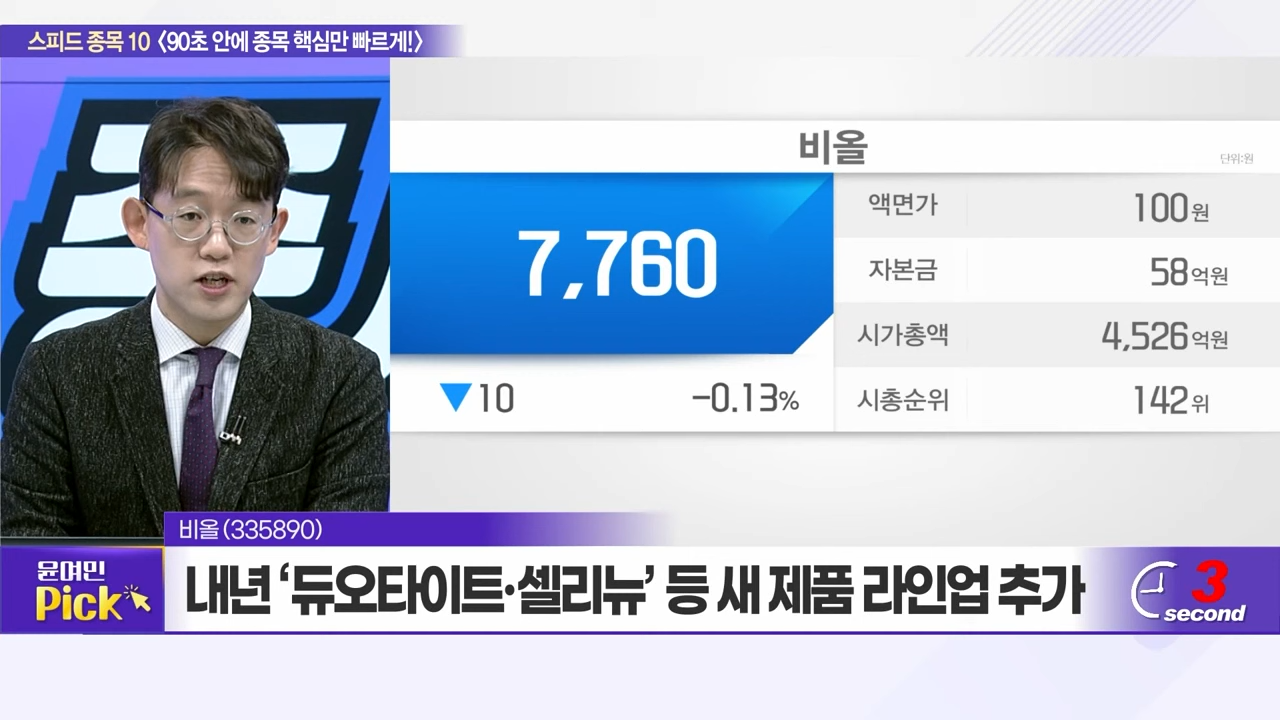 스피드 종목 10 〈90초 안에 종목 핵심만 빠르게!〉
비올
단위:원
7,760
▼10 -0.13%
액면가 100원
자본금 58억원
시가총액 4,526억원
시총순위 142위
비올 (335890)
윤여민
Pick
내년 ‘듀오타이트·셀리뉴’ 등 새 제품 라인업 추가
3
second